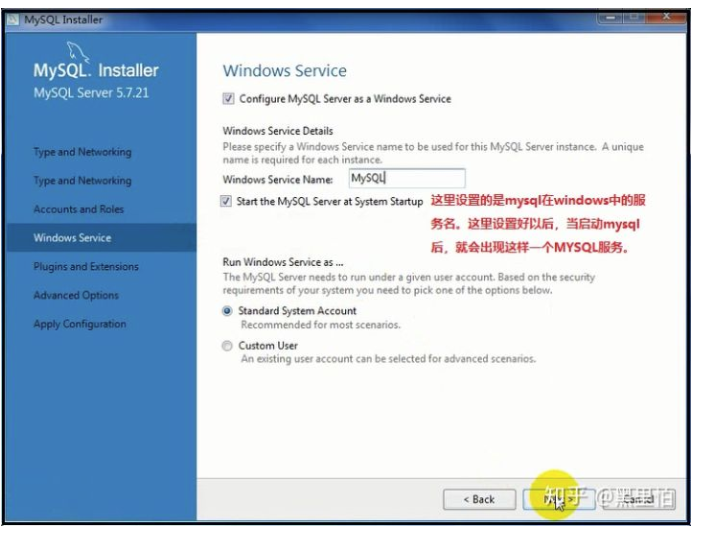 MySQL Installer
MySQL. Installer
MySQL Server 5.7.21
Type and Networking
Type and Networking
Accounts and Roles
Windows Service
Plugins and Extensions
Advanced Options
Apply Configuration
Windows Service
Configure MySQL Server as a Windows Service
Windows Service Details
Please specify a Windows Service name to be used for this MySQL Server instance. A unique
name is required for each instance.
Windows Service Name: MySQL
Start the MySQL Server at System Startup
这里设置的是mysql在windows中的服
务名。这里设置好以后，当启动mysql
后，就会出现这样一个MYSQL服务。
Run Windows Service as ...
The MySQL Server needs to run under a given user account. Based on the security
requirements of your system you need to pick one of the options below.
Standard System Account
Recommended for most scenarios.
Custom User
An existing user account can be selected for advanced scenarios.
< Back
Cancel
知乎 @黑里伯